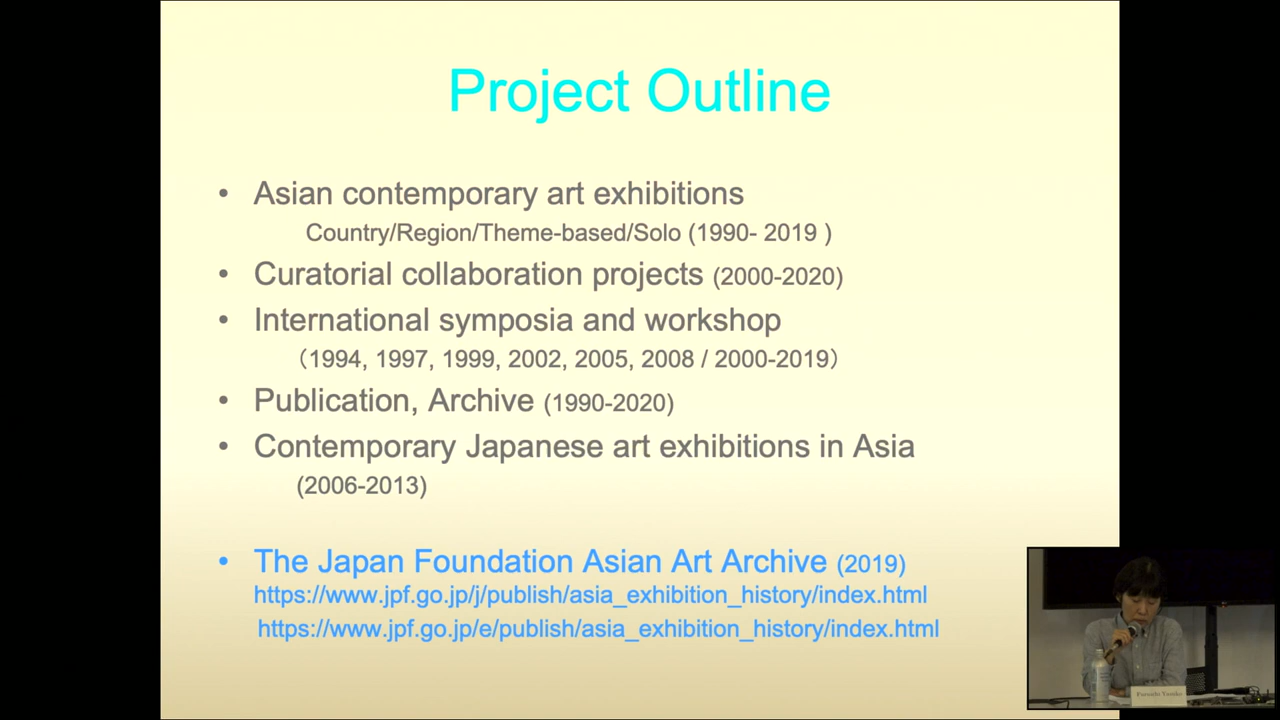 Project Outline
• Asian contemporary art exhibitions
Country/Region/Theme-based/Solo (1990- 2019 )
• Curatorial collaboration projects (2000-2020)
• International symposia and workshop
（1994, 1997, 1999, 2002, 2005, 2008 / 2000-2019）
• Publication, Archive (1990-2020)
• Contemporary Japanese art exhibitions in Asia
(2006-2013)
• The Japan Foundation Asian Art Archive (2019)
https://www.jpf.go.jp/j/publish/asia_exhibition_history/index.html
https://www.jpf.go.jp/e/publish/asia_exhibition_history/index.html
Furuichi Yasuko